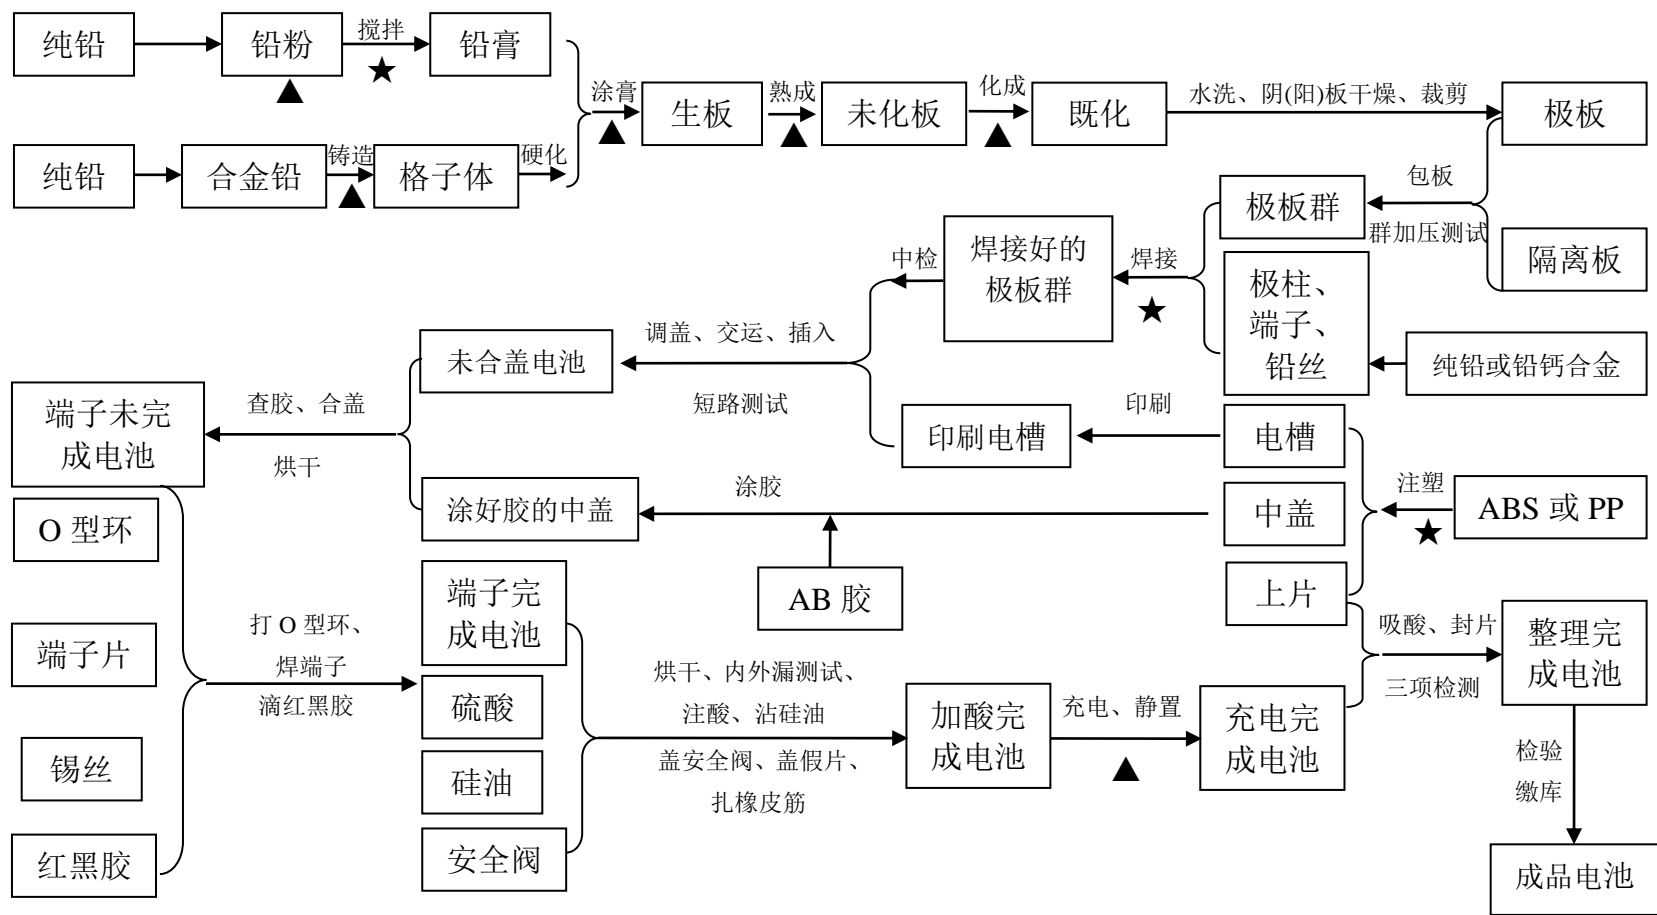 纯铅
铅粉
搅拌
铅膏
纯铅
合金铅
铸造
格子体
硬化
涂膏
生板
熟成
未化板
化成
既化
水洗、阴(阳)板干燥、裁剪
极板
包板
群加压测试
隔离板
极板群
极柱、
端子、
铅丝
纯铅或铅钙合金
焊接
焊接好的
极板群
中检
调盖、交运、插入
短路测试
未合盖电池
印刷电槽
印刷
电槽
中盖
上片
注塑
ABS 或 PP
涂胶
AB 胶
涂好胶的中盖
查胶、合盖
烘干
端子未完
成电池
O 型环
端子片
锡丝
红黑胶
打 O 型环、
焊端子
滴红黑胶
端子完
成电池
硫酸
硅油
安全阀
烘干、内外漏测试、
注酸、沾硅油
盖安全阀、盖假片、
扎橡皮筋
加酸完
成电池
充电、静置
充电完
成电池
吸酸、封片
三项检测
整理完
成电池
检验
缴库
成品电池